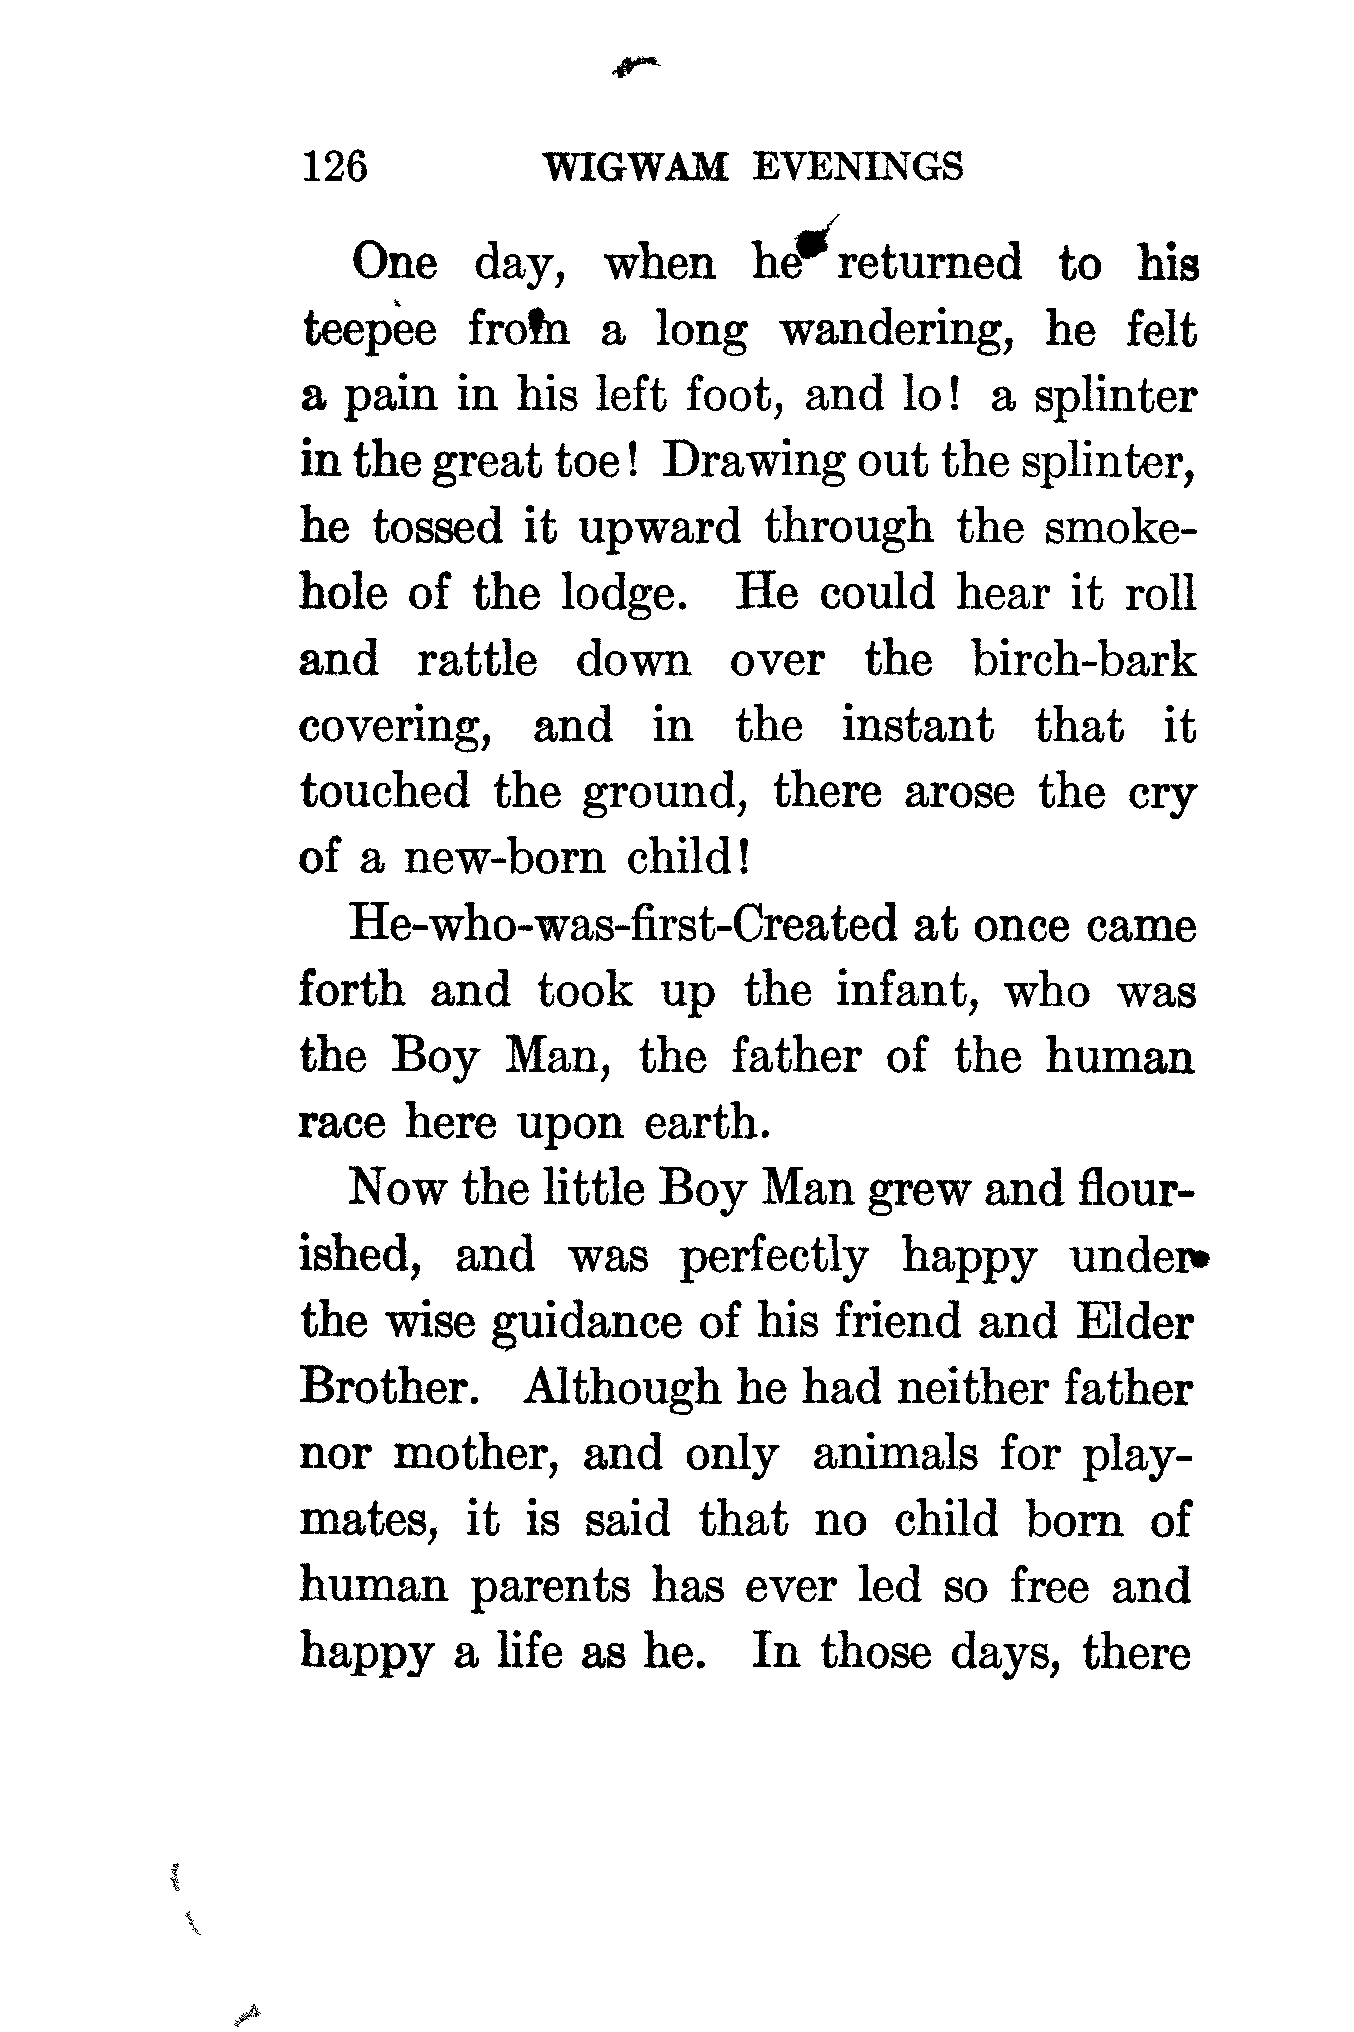 126 WIGWAM EVENINGS
One day, when he returned to his
teepee from a long wandering, he felt
a pain in his left foot, and lo! a splinter
in the great toe! Drawing out the splinter,
he tossed it upward through the smoke-
hole of the lodge. He could hear it roll
and rattle down over the birch-bark
covering, and in the instant that it
touched the ground, there arose the cry
of a new-born child!
He-who-was-first-Created at once came
forth and took up the infant, who was
the Boy Man, the father of the human
race here upon earth.
Now the little Boy Man grew and flour-
ished, and was perfectly happy under
the wise guidance of his friend and Elder
Brother. Although he had neither father
nor mother, and only animals for play-
mates, it is said that no child born of
human parents has ever led so free and
happy a life as he. In those days, there